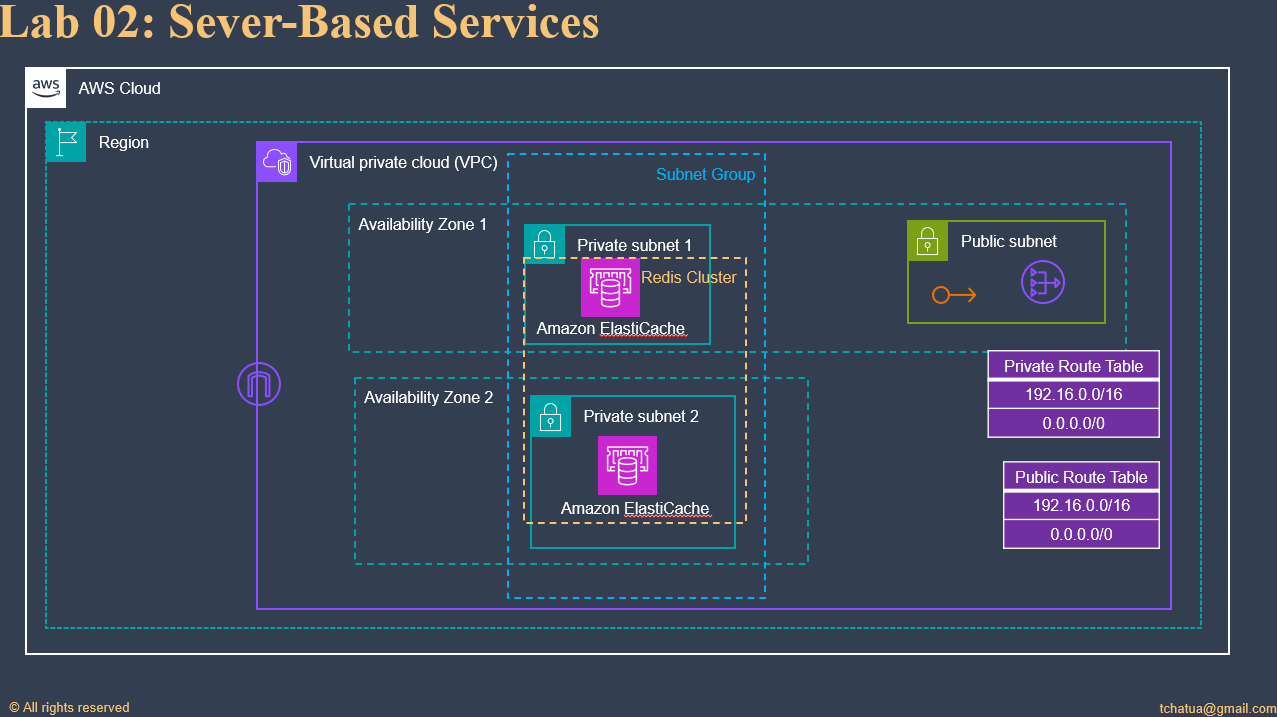 Lab 02: Sever-Based Services
aws
AWS Cloud
Region
Virtual private cloud (VPC)
Subnet Group
Availability Zone 1
Private subnet 1
Public subnet
Redis Cluster
Amazon ElastiCache
Private Route Table
192.16.0.0/16
0.0.0.0/0
Availability Zone 2
Private subnet 2
Amazon ElastiCache
Public Route Table
192.16.0.0/16
0.0.0.0/0
© All rights reserved
tchatua@gmail.com